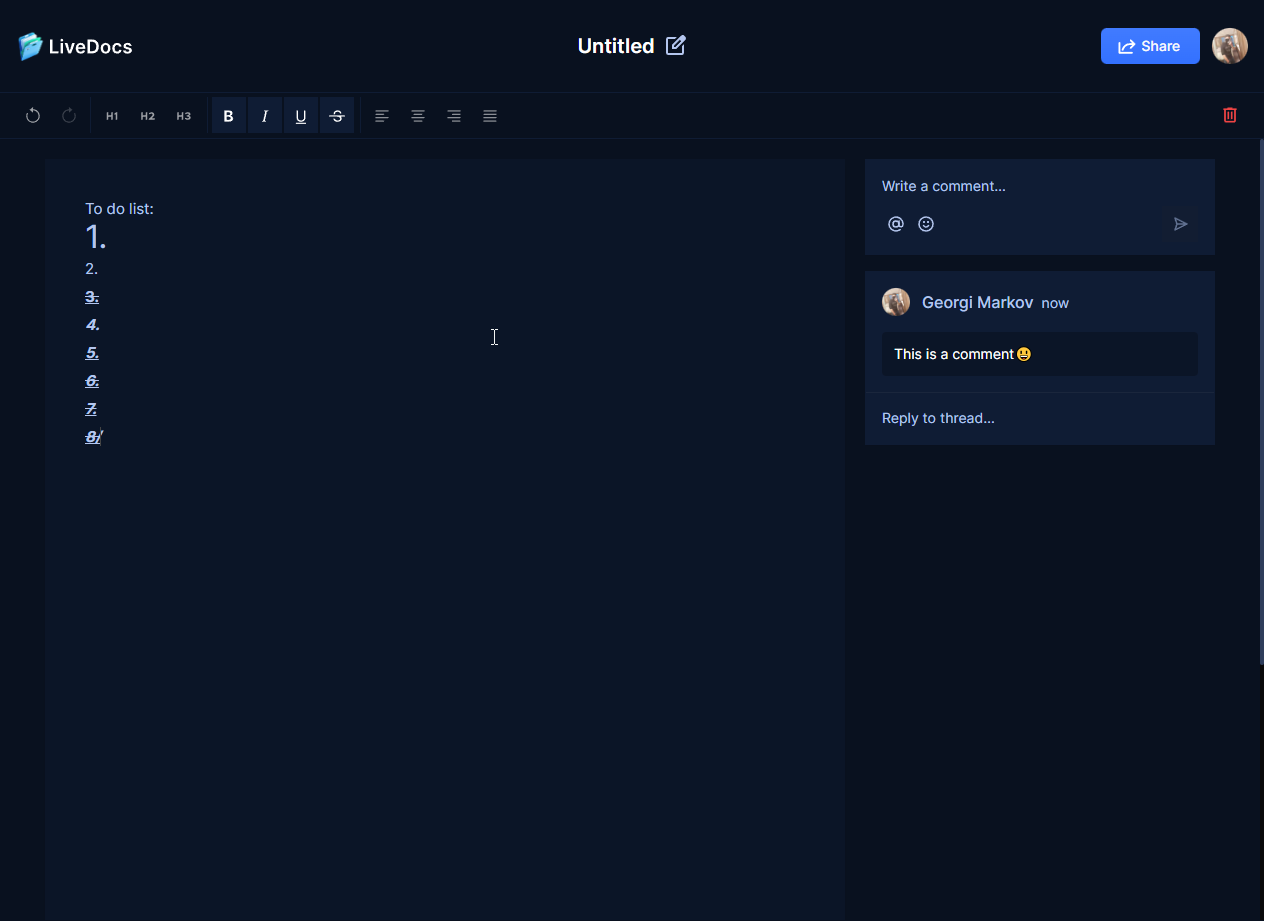 LiveDocs
Untitled
Share
H1 H2 H3 B I U S
To do list:
1.
2.
3.
4.
5.
6.
7.
8/
Write a comment...
Georgi Markov now
This is a comment😃
Reply to thread...